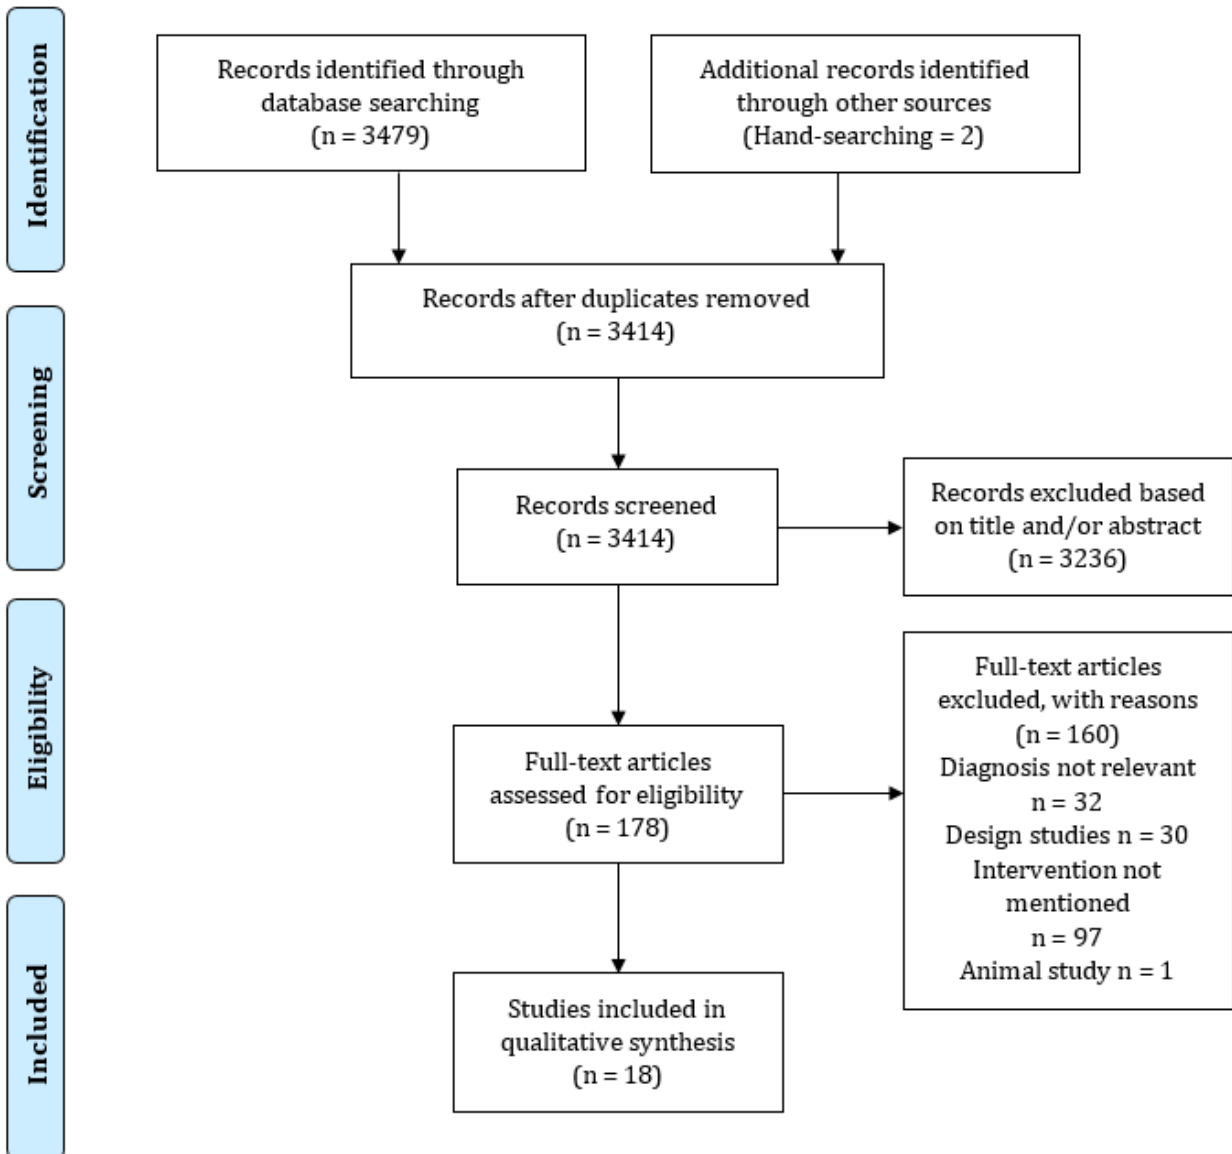 Identification
Records identified through
database searching
(n = 3479)
Additional records identified
through other sources
(Hand-searching = 2)
Records after duplicates removed
(n = 3414)
Screening
Records screened
(n = 3414)
Records excluded based
on title and/or abstract
(n = 3236)
Eligibility
Full-text articles
assessed for eligibility
(n = 178)
Full-text articles
excluded, with reasons
(n = 160)
Diagnosis not relevant
n = 32
Design studies n = 30
Intervention not
mentioned
n = 97
Animal study n = 1
Included
Studies included in
qualitative synthesis
(n = 18)